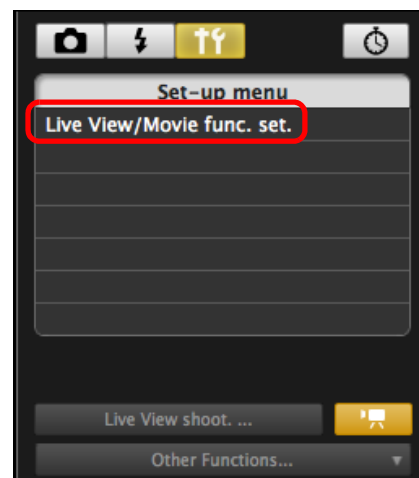 Set-up menu
Live View/Movie func. set.
Live View shoot. ...
Other Functions...